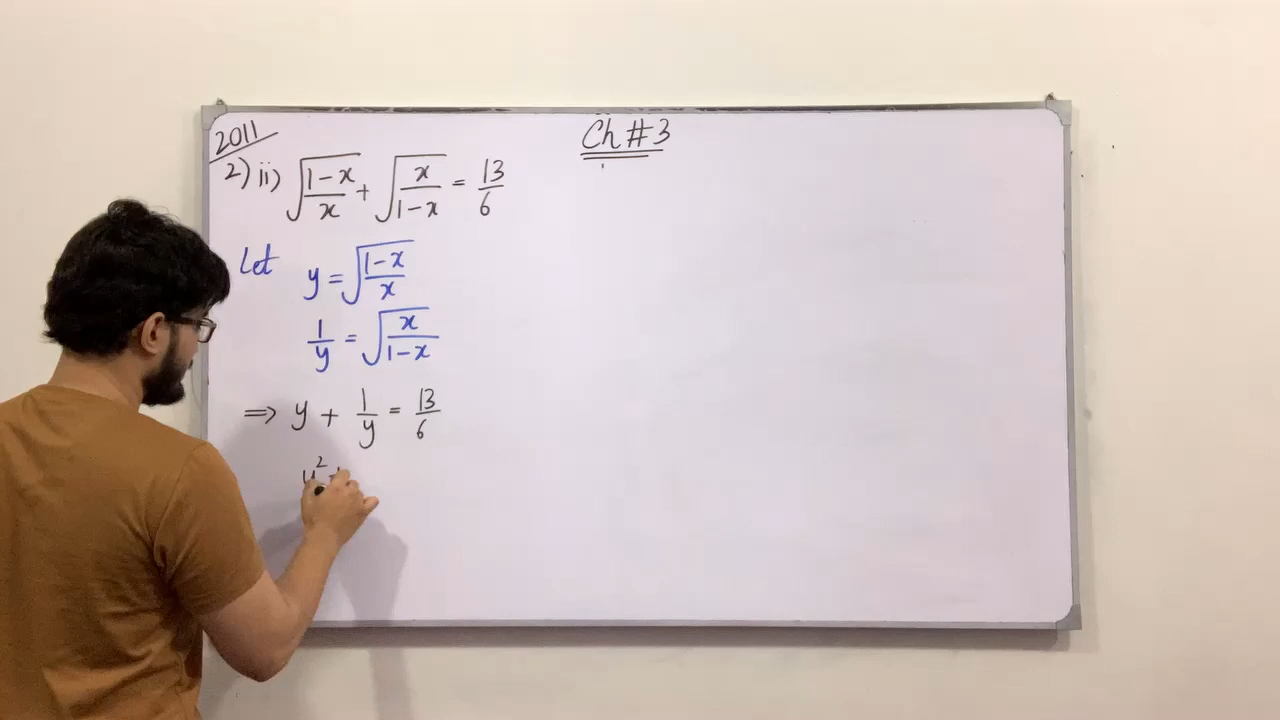 Ch # 3
2011
2) ii) √((1-x)/x) + √(x/(1-x)) = 13/6
Let y = √((1-x)/x)
1/y = √(x/(1-x))
⇒ y + 1/y = 13/6
y² +